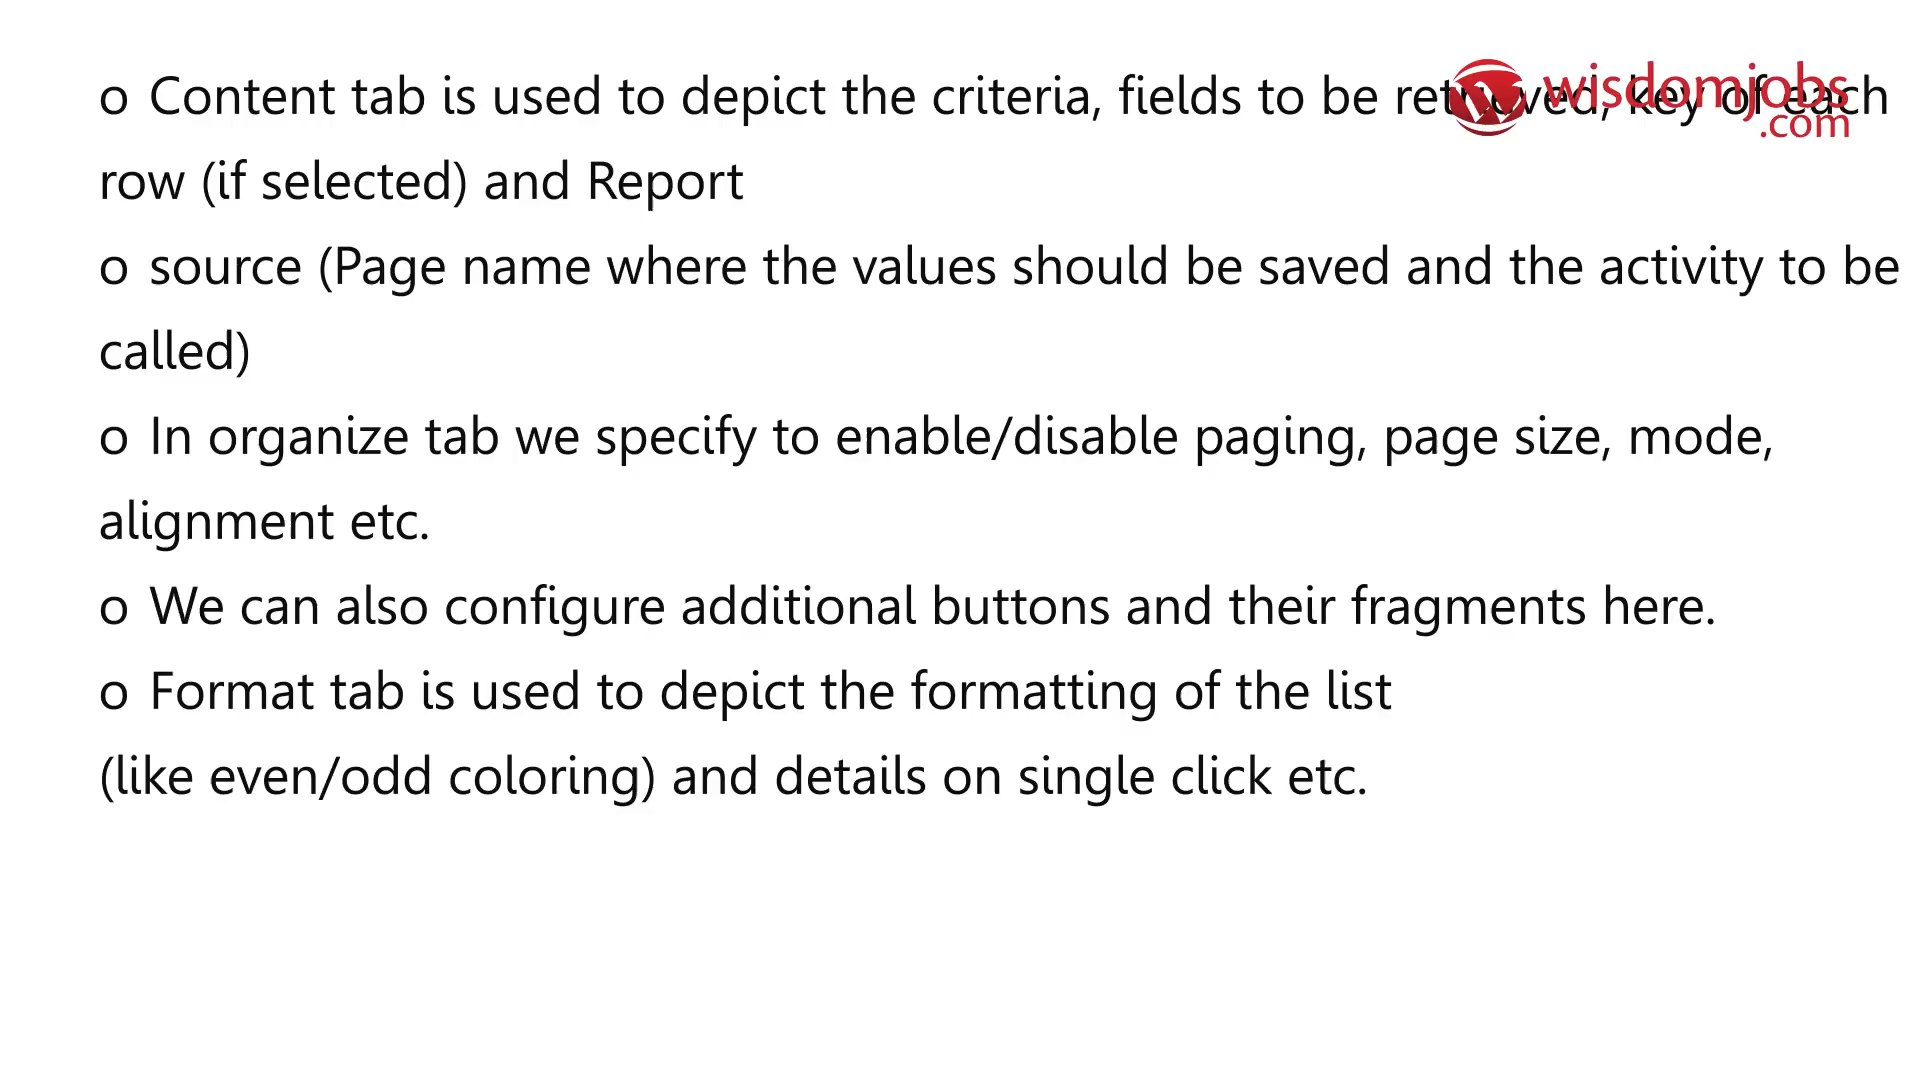 o Content tab is used to depict the criteria, fields to be retrieved, key of each
row (if selected) and Report
o source (Page name where the values should be saved and the activity to be
called)
o In organize tab we specify to enable/disable paging, page size, mode,
alignment etc.
o We can also configure additional buttons and their fragments here.
o Format tab is used to depict the formatting of the list
(like even/odd coloring) and details on single click etc.
wisdomjobs
.com